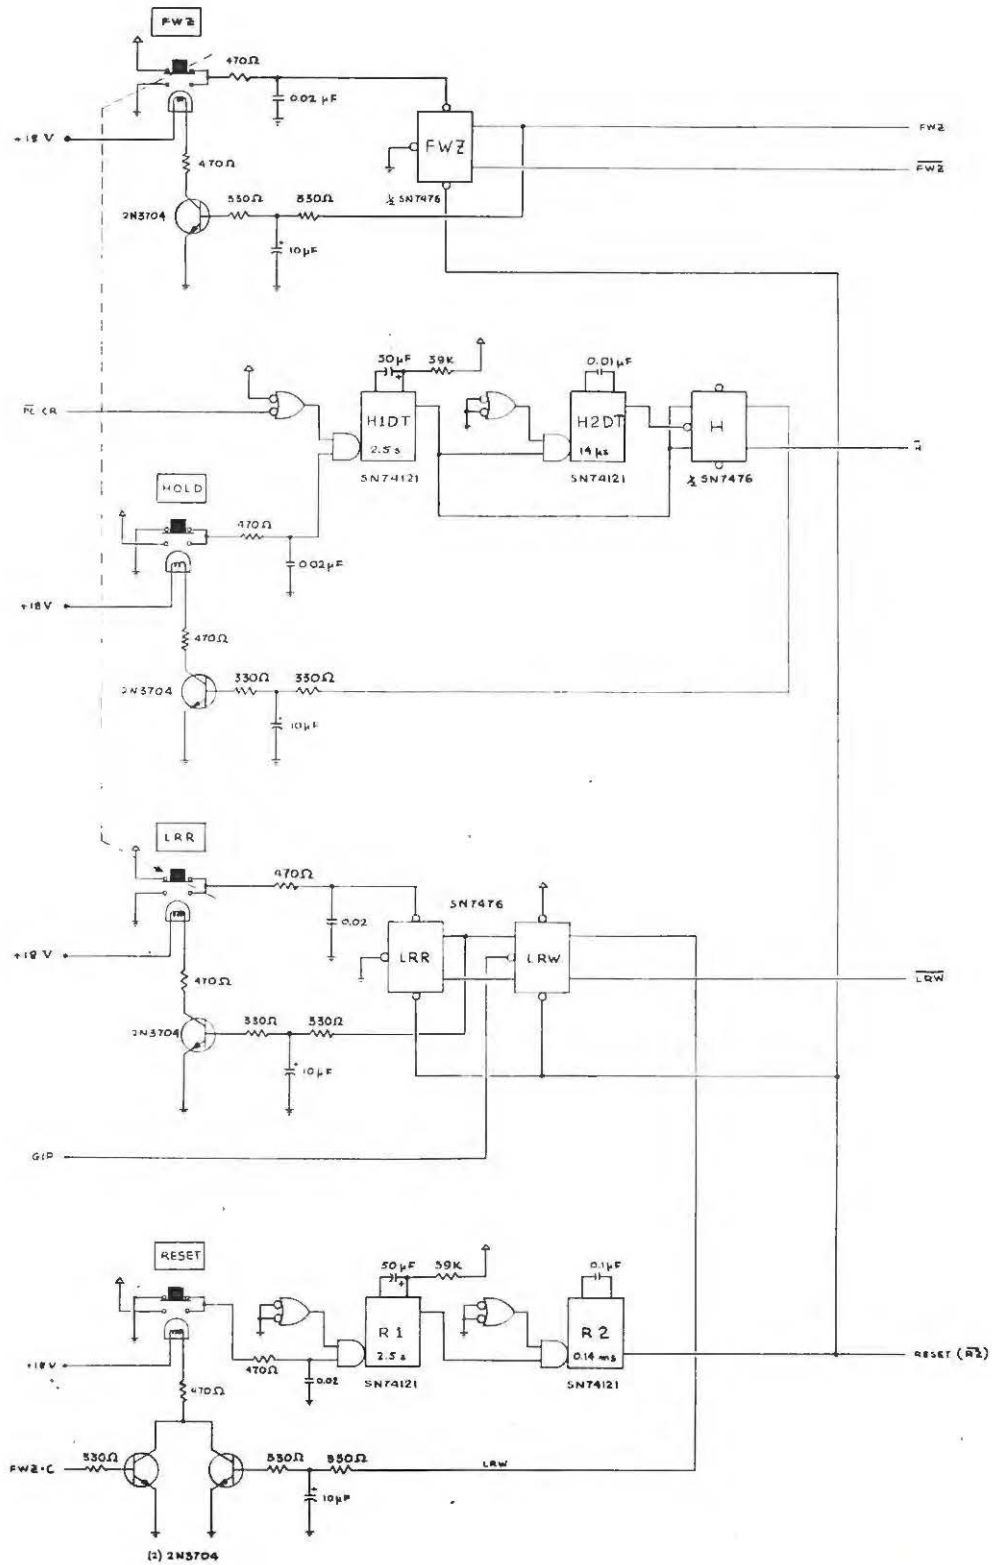 FWZ
470Ω
0.02 µF
+18 V
FWZ
FWZ
FWZ
470Ω
½ SN7476
2N3704
330Ω
330Ω
10µF
50µF
39K
0.01µF
H1DT
2.5 s
SN74121
H2DT
14 µs
SN74121
H
½ SN7476
HOLD
470Ω
0.02µF
+18V
470Ω
2N3704
330Ω
330Ω
10µF
LRR
470Ω
0.02
SN7476
LRR
LRW
+18 V
LRW
470Ω
2N3704
330Ω
330Ω
10µF
GIP
RESET
50µF
39K
0.1µF
R1
2.5 s
SN74121
R2
0.14 ms
SN74121
RESET (R2)
470Ω
0.02
+18V
470Ω
FWZ·C
330Ω
330Ω
330Ω
LRW
10µF
(2) 2N3704